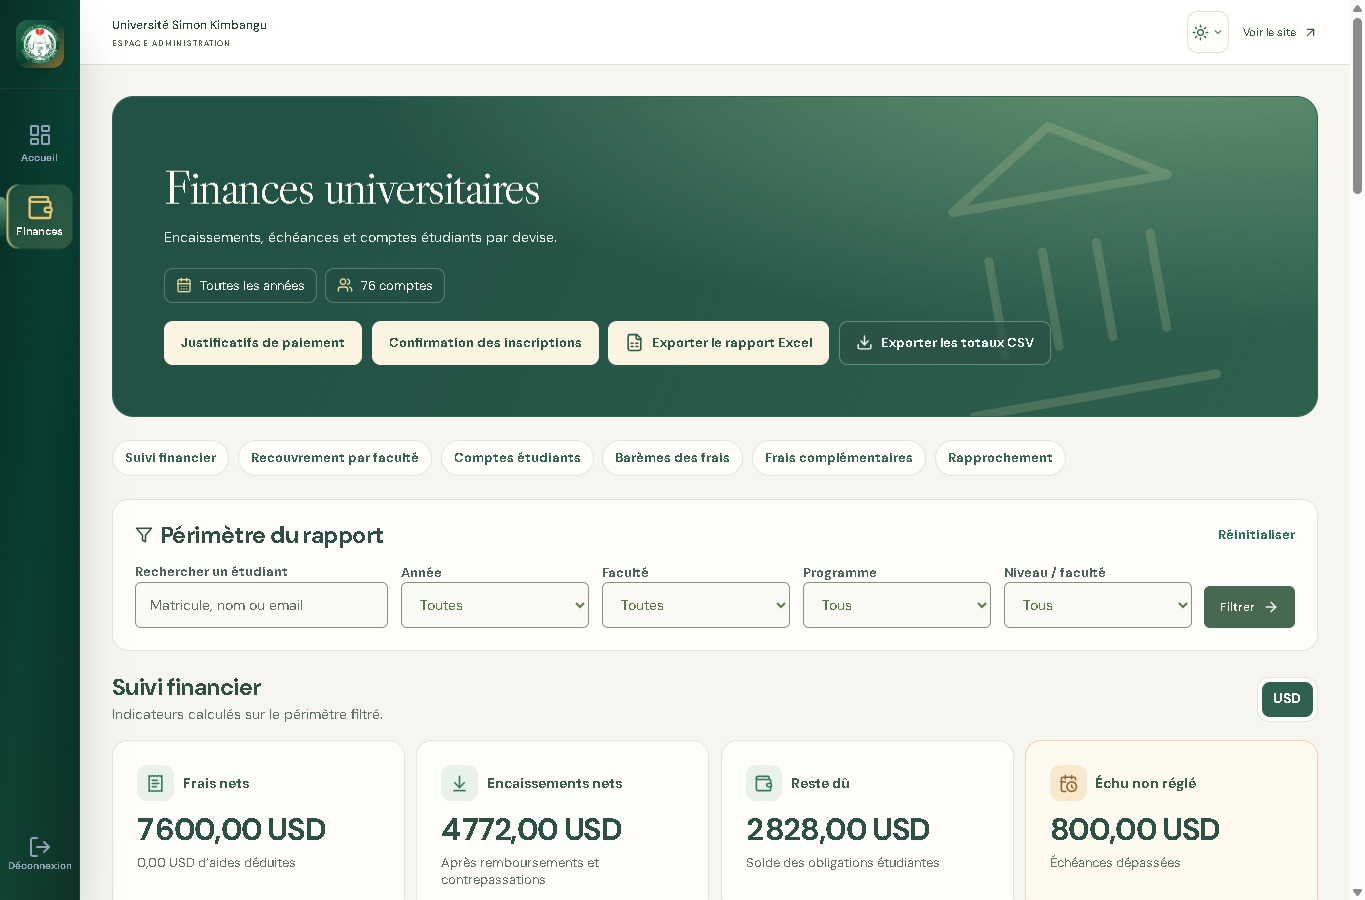 Université Simon Kimbangu
ESPACE ADMINISTRATION
Voir le site
Accueil
Finances
Déconnexion
Finances universitaires
Encaissements, échéances et comptes étudiants par devise.
Toutes les années
76 comptes
Justificatifs de paiement
Confirmation des inscriptions
Exporter le rapport Excel
Exporter les totaux CSV
Suivi financier
Recouvrement par faculté
Comptes étudiants
Barèmes des frais
Frais complémentaires
Rapprochement
Périmètre du rapport
Réinitialiser
Rechercher un étudiant
Année
Faculté
Programme
Niveau / faculté
Matricule, nom ou email
Toutes
Toutes
Tous
Tous
Filtrer
Suivi financier
Indicateurs calculés sur le périmètre filtré.
USD
Frais nets
7 600,00 USD
0,00 USD d’aides déduites
Encaissements nets
4 772,00 USD
Après remboursements et
contrepassations
Reste dû
2 828,00 USD
Solde des obligations étudiantes
Échu non réglé
800,00 USD
Échéances dépassées